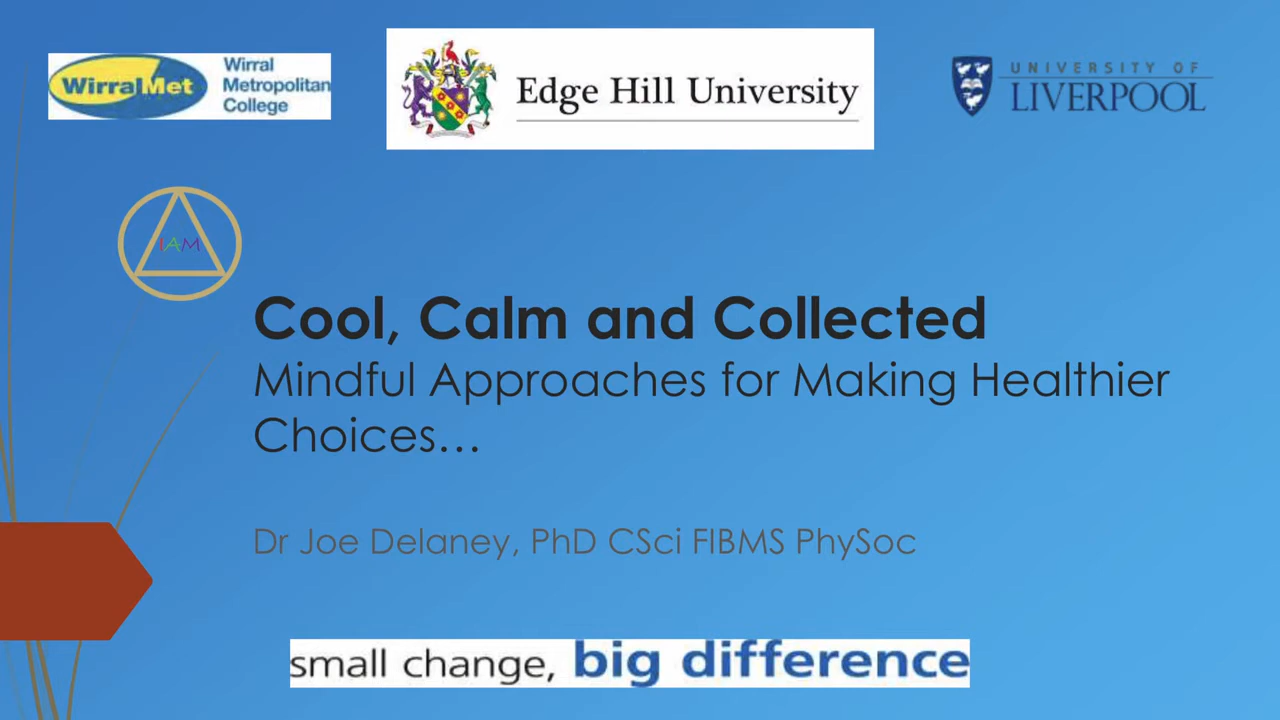 WirralMet
Wirral
Metropolitan
College
Edge Hill University
UNIVERSITY OF
LIVERPOOL
IAM
Cool, Calm and Collected
Mindful Approaches for Making Healthier
Choices…
Dr Joe Delaney, PhD CSci FIBMS PhySoc
small change, big difference